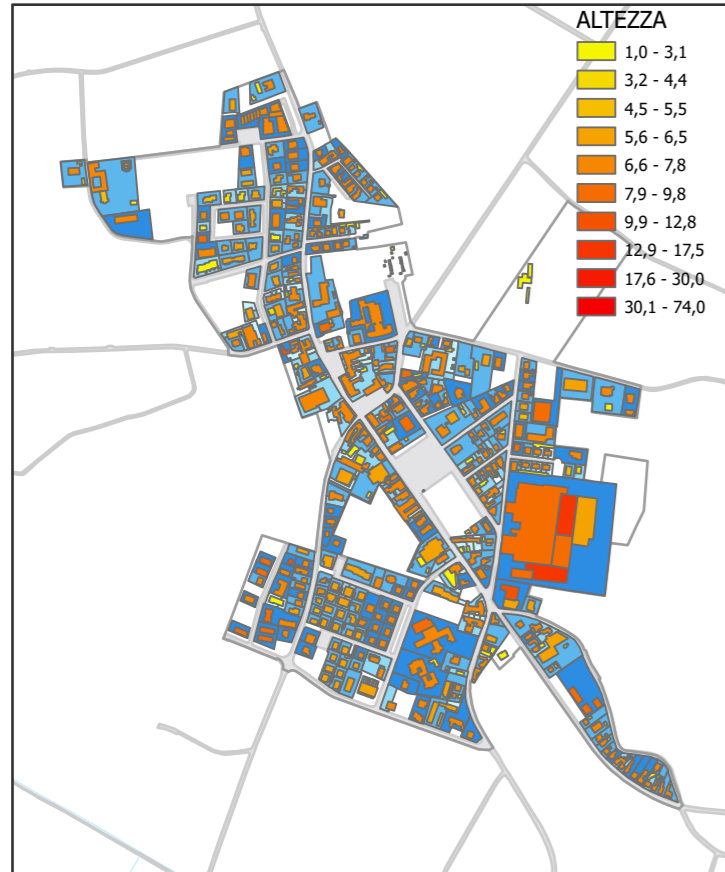 ALTEZZA
1,0 - 3,1
3,2 - 4,4
4,5 - 5,5
5,6 - 6,5
6,6 - 7,8
7,9 - 9,8
9,9 - 12,8
12,9 - 17,5
17,6 - 30,0
30,1 - 74,0